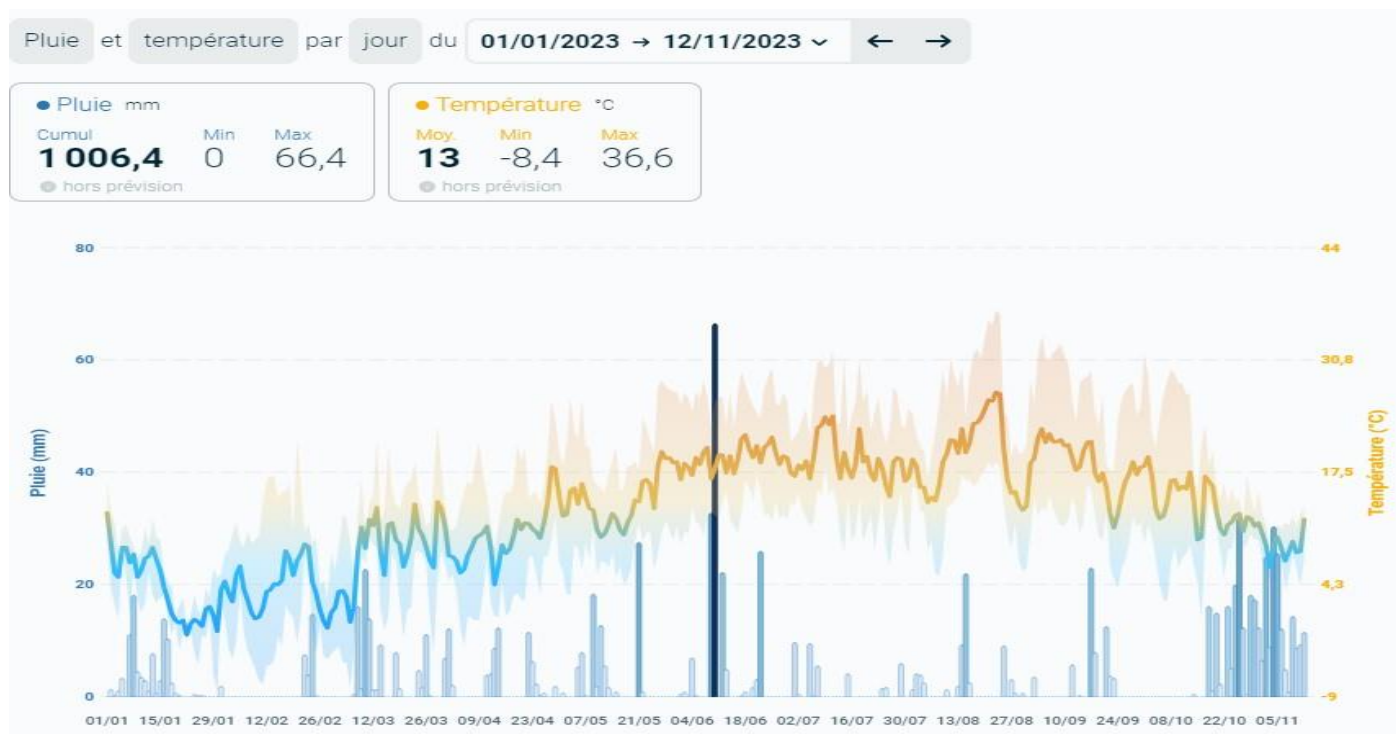 Pluie et température par jour du 01/01/2023 → 12/11/2023 ← →
Pluie mm
Cumul Min Max
1 006,4 0 66,4
hors prévision
Température °C
Moy. Min Max
13 -8,4 36,6
hors prévision
80 44
60 30,8
40 17,5
20 4,3
0 -9
Pluie (mm)
Température (°C)
01/01 15/01 29/01 12/02 26/02 12/03 26/03 09/04 23/04 07/05 21/05 04/06 18/06 02/07 16/07 30/07 13/08 27/08 10/09 24/09 08/10 22/10 05/11